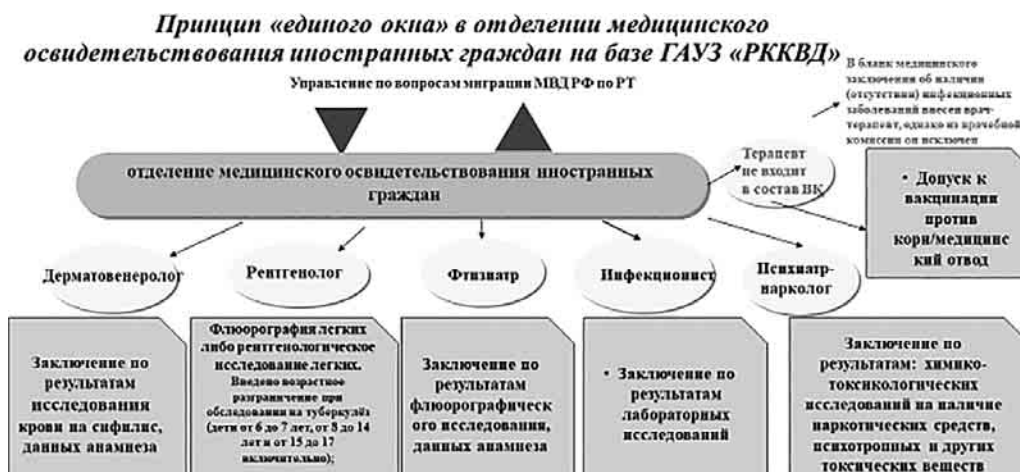 Принцип «единого окна» в отделении медицинского
освидетельствования иностранных граждан на базе ГАУЗ «РККВД»
Управление по вопросам миграции МВД РФ по РТ
В бланк медицинского
заключения об наличии
(отсутствии) инфекционных
заболеваний внесен врач-
терапевт, однако из врачебной
комиссии он исключен
отделение медицинского освидетельствования иностранных
граждан
Терапевт
не входит
в состав ВК
• Допуск к
вакцинации
против
кори/медицинс
кий отвод
Дерматовенеролог
Рентгенолог
Фтизиатр
Инфекционист
Психиатр-
нарколог
Заключение по
результатам
исследования
крови на сифилис,
данных анамнеза
Флюорография легких
либо рентгенологическое
исследование легких.
Введено возрастное
разграничение при
обследовании на туберкулёз
(дети от 6 до 7 лет, от 8 до 14
лет и от 15 до 17
включительно);
Заключение по
результатам
флюорографическ
ого исследования,
данных анамнеза
• Заключение по
результатам
лабораторных
исследований
Заключение по
результатам: химико-
токсикологических
исследований на наличие
наркотических средств,
психотропных и других
токсических веществ